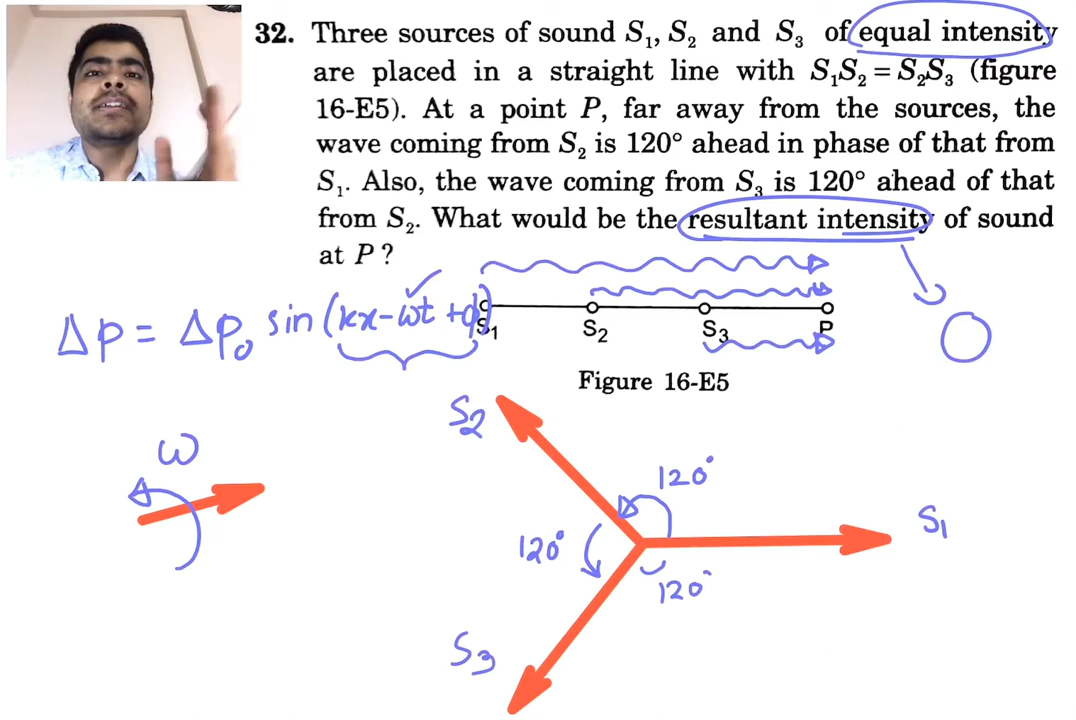 32. Three sources of sound S₁, S₂ and S₃ of equal intensity
are placed in a straight line with S₁S₂ = S₂S₃ (figure
16-E5). At a point P, far away from the sources, the
wave coming from S₂ is 120° ahead in phase of that from
S₁. Also, the wave coming from S₃ is 120° ahead of that
from S₂. What would be the resultant intensity of sound
at P ?
Δp = Δp₀ sin (kx - ωt + φ)
S₁ S₂ S₃ P
0
Figure 16-E5
S₂
ω
120°
S₁
120°
120°
S₃